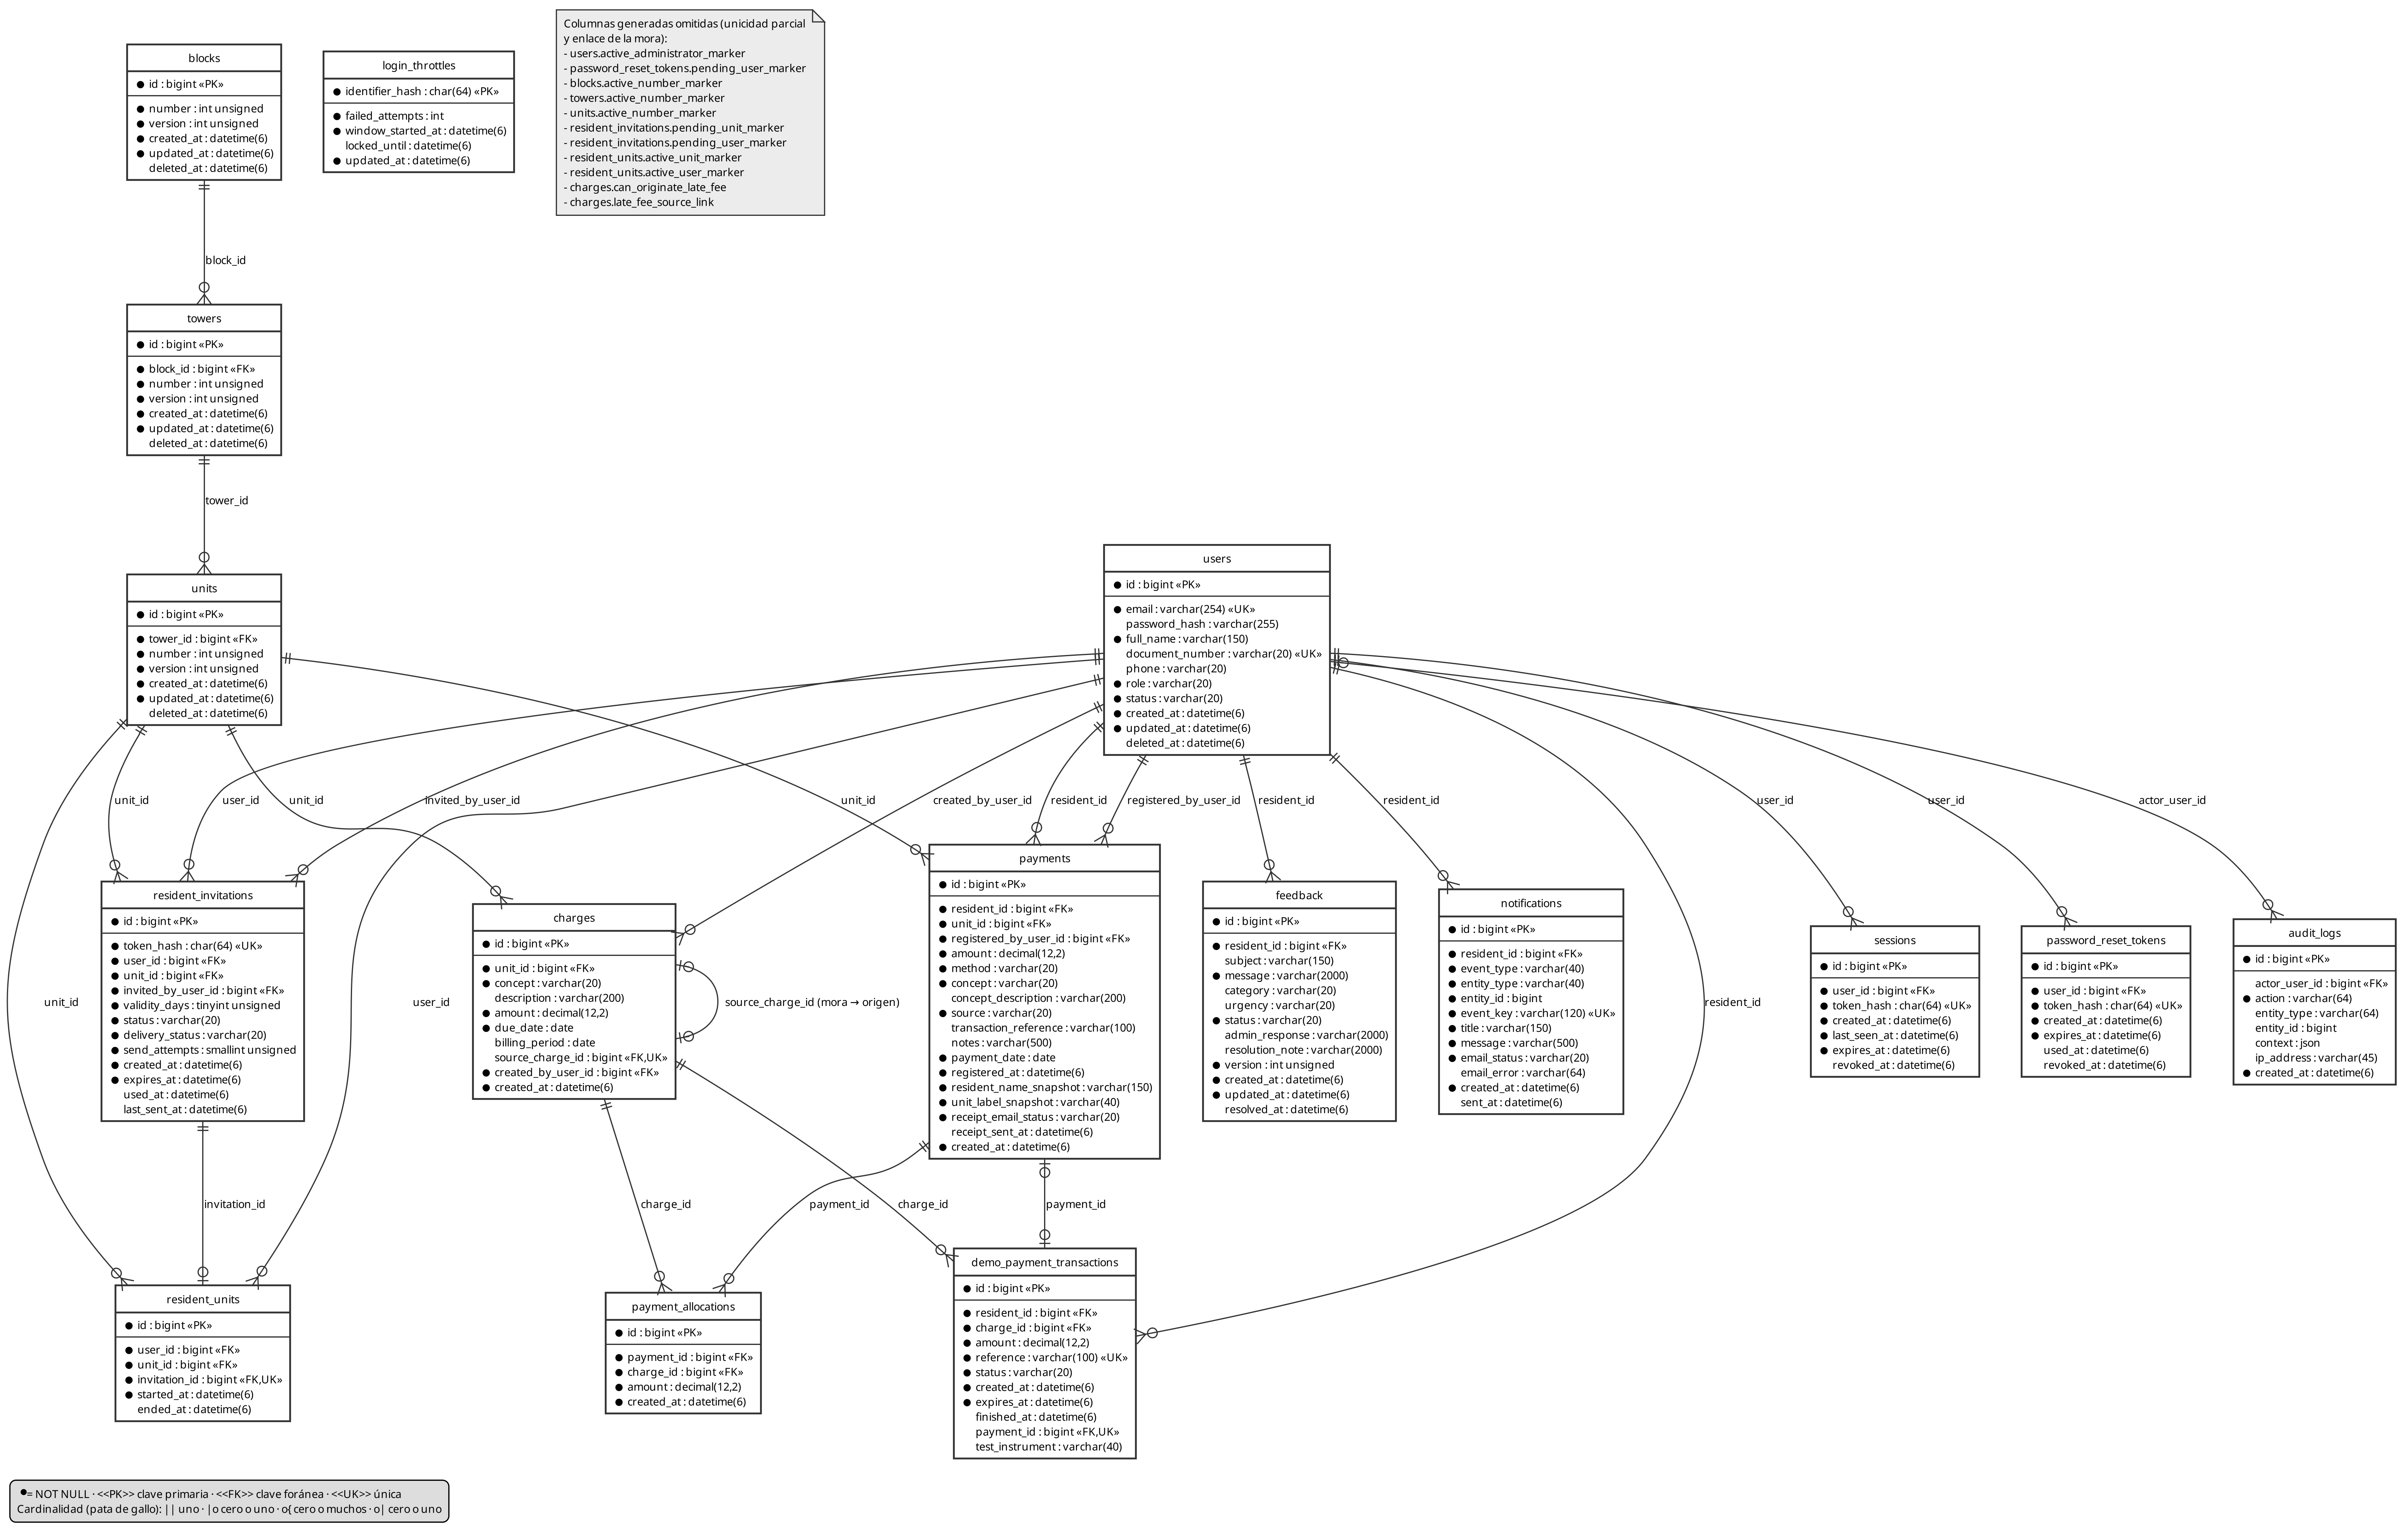 Columnas generadas omitidas (unicidad parcial
y enlace de la mora):
- users.active_administrator_marker
- password_reset_tokens.pending_user_marker
- blocks.active_number_marker
- towers.active_number_marker
- units.active_number_marker
- resident_invitations.pending_unit_marker
- resident_invitations.pending_user_marker
- resident_units.active_unit_marker
- resident_units.active_user_marker
- charges.can_originate_late_fee
- charges.late_fee_source_link
blocks
id : bigint «PK»
number : int unsigned
version : int unsigned
created_at : datetime(6)
updated_at : datetime(6)
deleted_at : datetime(6)
login_throttles
identifier_hash : char(64) «PK»
failed_attempts : int
window_started_at : datetime(6)
locked_until : datetime(6)
updated_at : datetime(6)
block_id
towers
id : bigint «PK»
block_id : bigint «FK»
number : int unsigned
version : int unsigned
created_at : datetime(6)
updated_at : datetime(6)
deleted_at : datetime(6)
tower_id
units
id : bigint «PK»
tower_id : bigint «FK»
number : int unsigned
version : int unsigned
created_at : datetime(6)
updated_at : datetime(6)
deleted_at : datetime(6)
users
id : bigint «PK»
email : varchar(254) «UK»
password_hash : varchar(255)
full_name : varchar(150)
document_number : varchar(20) «UK»
phone : varchar(20)
role : varchar(20)
status : varchar(20)
created_at : datetime(6)
updated_at : datetime(6)
deleted_at : datetime(6)
unit_id
user_id
unit_id
invited_by_user_id
unit_id
created_by_user_id
resident_id
registered_by_user_id
resident_id
resident_id
user_id
user_id
actor_user_id
resident_invitations
id : bigint «PK»
token_hash : char(64) «UK»
user_id : bigint «FK»
unit_id : bigint «FK»
invited_by_user_id : bigint «FK»
validity_days : tinyint unsigned
status : varchar(20)
delivery_status : varchar(20)
send_attempts : smallint unsigned
created_at : datetime(6)
expires_at : datetime(6)
used_at : datetime(6)
last_sent_at : datetime(6)
charges
id : bigint «PK»
unit_id : bigint «FK»
concept : varchar(20)
description : varchar(200)
amount : decimal(12,2)
due_date : date
billing_period : date
source_charge_id : bigint «FK,UK»
created_by_user_id : bigint «FK»
created_at : datetime(6)
source_charge_id (mora → origen)
payments
id : bigint «PK»
resident_id : bigint «FK»
unit_id : bigint «FK»
registered_by_user_id : bigint «FK»
amount : decimal(12,2)
method : varchar(20)
concept : varchar(20)
concept_description : varchar(200)
source : varchar(20)
transaction_reference : varchar(100)
notes : varchar(500)
payment_date : date
registered_at : datetime(6)
resident_name_snapshot : varchar(150)
unit_label_snapshot : varchar(40)
receipt_email_status : varchar(20)
receipt_sent_at : datetime(6)
created_at : datetime(6)
feedback
id : bigint «PK»
resident_id : bigint «FK»
subject : varchar(150)
message : varchar(2000)
category : varchar(20)
urgency : varchar(20)
status : varchar(20)
admin_response : varchar(2000)
resolution_note : varchar(2000)
version : int unsigned
created_at : datetime(6)
updated_at : datetime(6)
resolved_at : datetime(6)
notifications
id : bigint «PK»
resident_id : bigint «FK»
event_type : varchar(40)
entity_type : varchar(40)
entity_id : bigint
event_key : varchar(120) «UK»
title : varchar(150)
message : varchar(500)
email_status : varchar(20)
email_error : varchar(64)
created_at : datetime(6)
sent_at : datetime(6)
sessions
id : bigint «PK»
user_id : bigint «FK»
token_hash : char(64) «UK»
created_at : datetime(6)
last_seen_at : datetime(6)
expires_at : datetime(6)
revoked_at : datetime(6)
password_reset_tokens
id : bigint «PK»
user_id : bigint «FK»
token_hash : char(64) «UK»
created_at : datetime(6)
expires_at : datetime(6)
used_at : datetime(6)
revoked_at : datetime(6)
audit_logs
id : bigint «PK»
actor_user_id : bigint «FK»
action : varchar(64)
entity_type : varchar(64)
entity_id : bigint
context : json
ip_address : varchar(45)
created_at : datetime(6)
unit_id
user_id
resident_id
invitation_id
charge_id
payment_id
charge_id
payment_id
resident_units
id : bigint «PK»
user_id : bigint «FK»
unit_id : bigint «FK»
invitation_id : bigint «FK,UK»
started_at : datetime(6)
ended_at : datetime(6)
payment_allocations
id : bigint «PK»
payment_id : bigint «FK»
charge_id : bigint «FK»
amount : decimal(12,2)
created_at : datetime(6)
demo_payment_transactions
id : bigint «PK»
resident_id : bigint «FK»
charge_id : bigint «FK»
amount : decimal(12,2)
reference : varchar(100) «UK»
status : varchar(20)
created_at : datetime(6)
expires_at : datetime(6)
finished_at : datetime(6)
payment_id : bigint «FK,UK»
test_instrument : varchar(40)
•= NOT NULL · <<PK>> clave primaria · <<FK>> clave foránea · <<UK>> única
Cardinalidad (pata de gallo): || uno · |o cero o uno · o{ cero o muchos · o| cero o uno